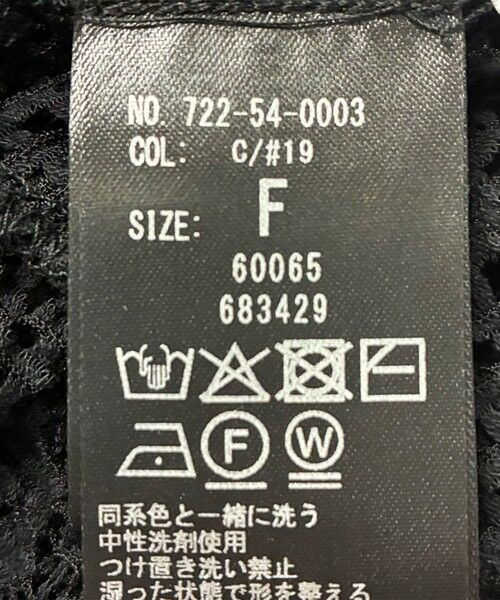 NO. 722-54-0003
COL: C/#19
SIZE: F
60065
683429
F W
同系色と一緒に洗う
中性洗剤使用
つけ置き洗い禁止
湿った状態で形を整える